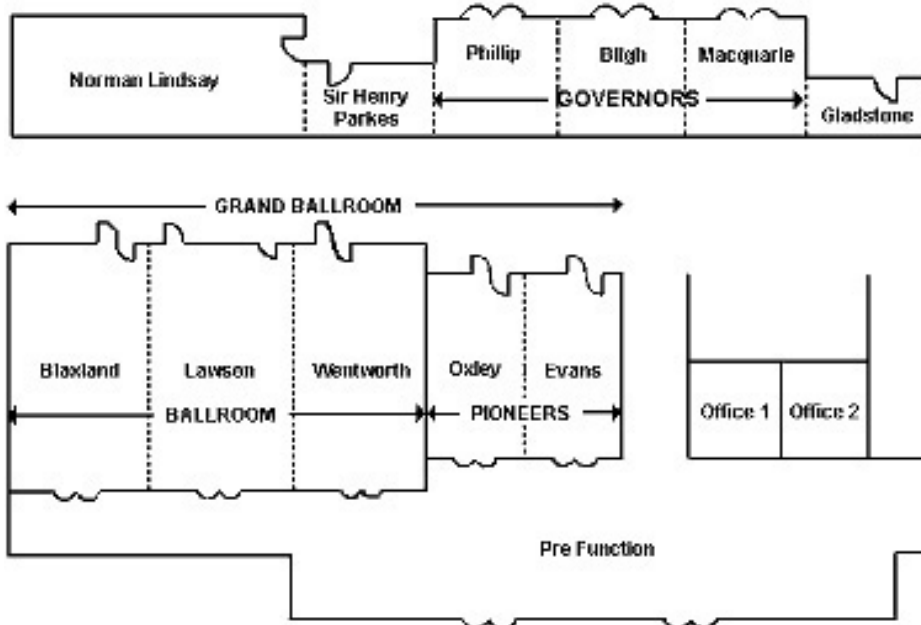 Phillip
Bligh
Macquarie
Norman Lindsay
Sir Henry
Parkes
GOVERNORS
Gladstone
GRAND BALLROOM
Blaxland
Lawson
Wentworth
Oxley
Evans
BALLROOM
PIONEERS
Office 1
Office 2
Pre Function